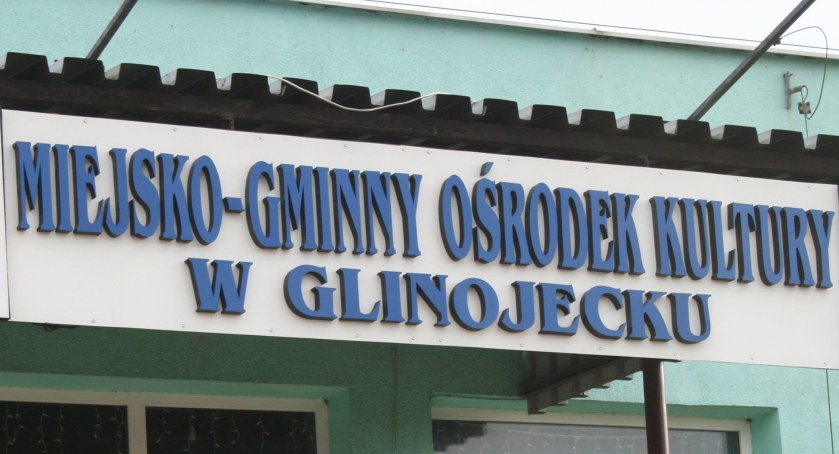 MIEJSKO-GMINNY OŚRODEK KULTURY
W GLINOJECKU